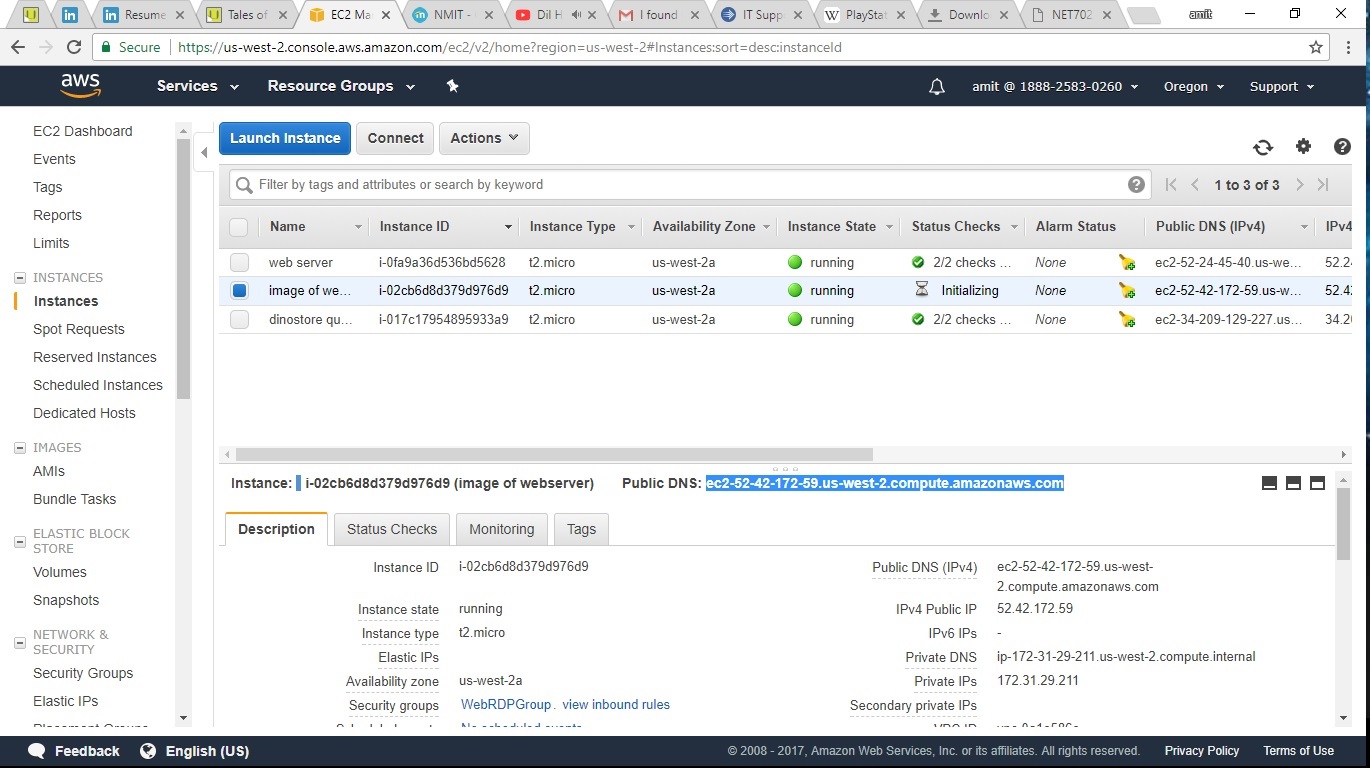 Resume
Tales of
EC2 Ma
NMIT -
Dil H
I found
IT Supp
PlayStat
Downlo
NET702
amit
Secure
https://us-west-2.console.aws.amazon.com/ec2/v2/home?region=us-west-2#Instances:sort=desc:instanceId
aws
Services
Resource Groups
amit @ 1888-2583-0260
Oregon
Support
EC2 Dashboard
Events
Tags
Reports
Limits
INSTANCES
Instances
Spot Requests
Reserved Instances
Scheduled Instances
Dedicated Hosts
IMAGES
AMIs
Bundle Tasks
ELASTIC BLOCK
STORE
Volumes
Snapshots
NETWORK &
SECURITY
Security Groups
Elastic IPs
Placement Groups
Launch Instance
Connect
Actions
Filter by tags and attributes or search by keyword
1 to 3 of 3
Name Instance ID Instance Type Availability Zone Instance State Status Checks Alarm Status Public DNS (IPv4) IPv4
web server i-0fa9a36d536bd5628 t2.micro us-west-2a running 2/2 checks ... None ec2-52-24-45-40.us-we... 52.24
image of we... i-02cb6d8d379d976d9 t2.micro us-west-2a running Initializing None ec2-52-42-172-59.us-w... 52.42
dinostore qu... i-017c17954895933a9 t2.micro us-west-2a running 2/2 checks ... None ec2-34-209-129-227.us... 34.20
Instance: i-02cb6d8d379d976d9 (image of webserver) Public DNS: ec2-52-42-172-59.us-west-2.compute.amazonaws.com
Description
Status Checks
Monitoring
Tags
Instance ID i-02cb6d8d379d976d9
Instance state running
Instance type t2.micro
Elastic IPs
Availability zone us-west-2a
Security groups WebRDPGroup. view inbound rules
No scheduled events
Public DNS (IPv4) ec2-52-42-172-59.us-west-
2.compute.amazonaws.com
IPv4 Public IP 52.42.172.59
IPv6 IPs -
Private DNS ip-172-31-29-211.us-west-2.compute.internal
Private IPs 172.31.29.211
Secondary private IPs
VPC ID
Feedback
English (US)
© 2008 - 2017, Amazon Web Services, Inc. or its affiliates. All rights reserved.
Privacy Policy
Terms of Use